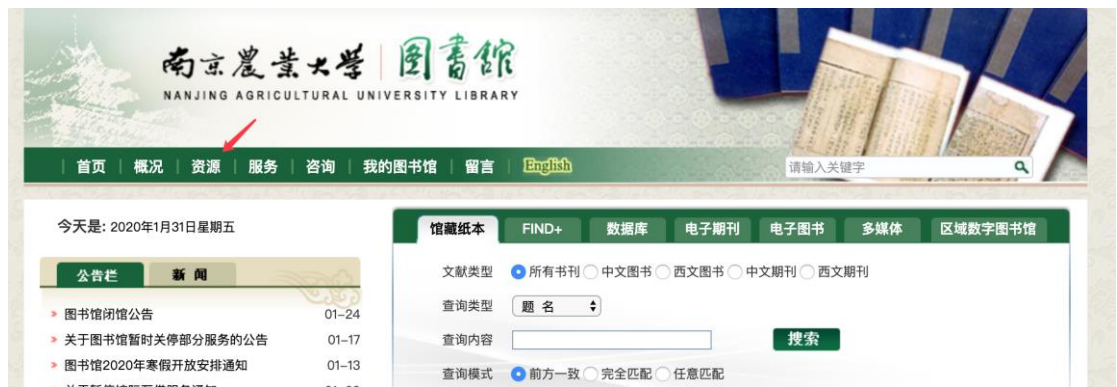 南京農業大學 圖書館
NANJING AGRICULTURAL UNIVERSITY LIBRARY
首页 概况 资源 服务 咨询 我的图书馆 留言 English 请输入关键字
今天是: 2020年1月31日星期五
公告栏 新 闻
图书馆闭馆公告 01-24
关于图书馆暂时关停部分服务的公告 01-17
图书馆2020年寒假开放安排通知 01-13
馆藏纸本 FIND+ 数据库 电子期刊 电子图书 多媒体 区域数字图书馆
文献类型 所有书刊 中文图书 西文图书 中文期刊 西文期刊
查询类型 题 名
查询内容 搜索
查询模式 前方一致 完全匹配 任意匹配